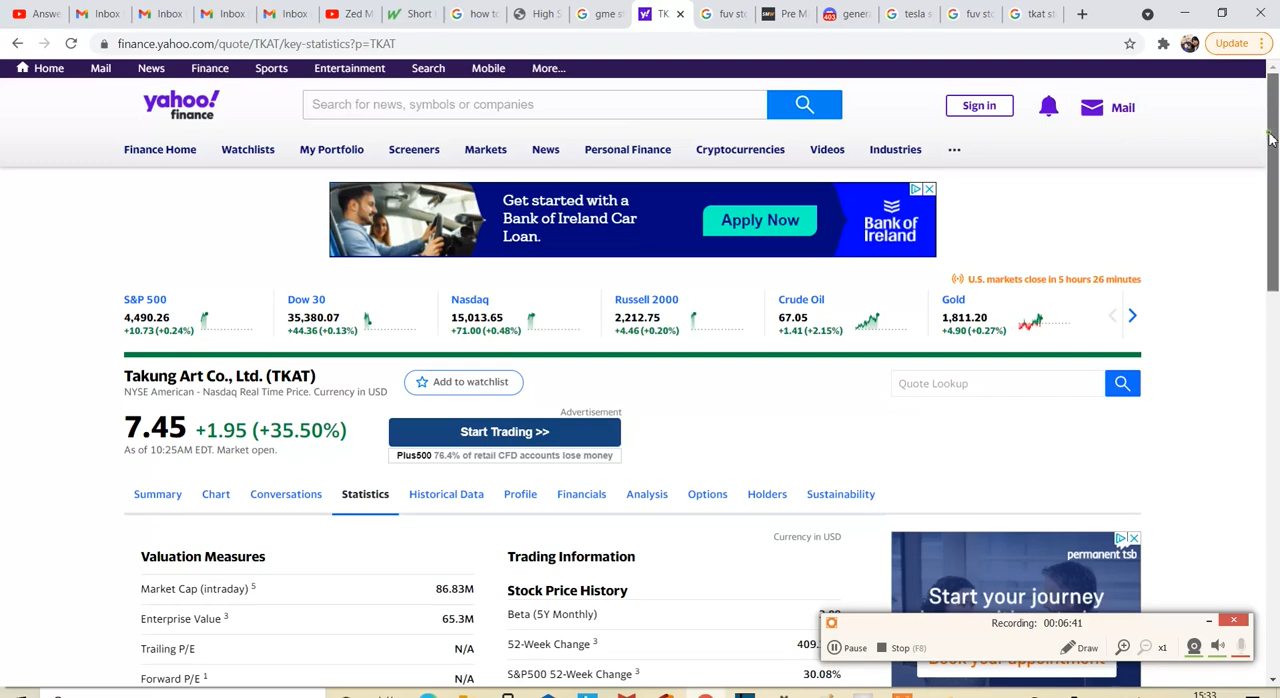 Answe
Inbox
Inbox
Inbox
Inbox
Zed M
Short
how to
High S
gme st
TK
fuv sto
Pre M
gener
tesla s
fuv sto
tkat st
finance.yahoo.com/quote/TKAT/key-statistics?p=TKAT
Update
Home Mail News Finance Sports Entertainment Search Mobile More...
yahoo!
finance
Search for news, symbols or companies
Sign in
Mail
Finance Home Watchlists My Portfolio Screeners Markets News Personal Finance Cryptocurrencies Videos Industries
Get started with a
Bank of Ireland Car
Loan.
Apply Now
Bank of
Ireland
U.S. markets close in 5 hours 26 minutes
S&P 500
4,490.26
+10.73 (+0.24%)
Dow 30
35,380.07
+44.36 (+0.13%)
Nasdaq
15,013.65
+71.00 (+0.48%)
Russell 2000
2,212.75
+4.46 (+0.20%)
Crude Oil
67.05
+1.41 (+2.15%)
Gold
1,811.20
+4.90 (+0.27%)
Takung Art Co., Ltd. (TKAT)
NYSE American - Nasdaq Real Time Price. Currency in USD
Add to watchlist
Quote Lookup
7.45 +1.95 (+35.50%)
As of 10:25AM EDT. Market open.
Advertisement
Start Trading >>
Plus500 76.4% of retail CFD accounts lose money
Summary Chart Conversations Statistics Historical Data Profile Financials Analysis Options Holders Sustainability
Currency in USD
Valuation Measures
Market Cap (intraday) 5 86.83M
Enterprise Value 3 65.3M
Trailing P/E N/A
Forward P/E 1 N/A
Trading Information
Stock Price History
Beta (5Y Monthly)
52-Week Change 3 409.
S&P500 52-Week Change 3 30.08%
permanent tsb
Start your journey
Recording: 00:06:41
Pause
Stop (F8)
Draw
x1
15:33